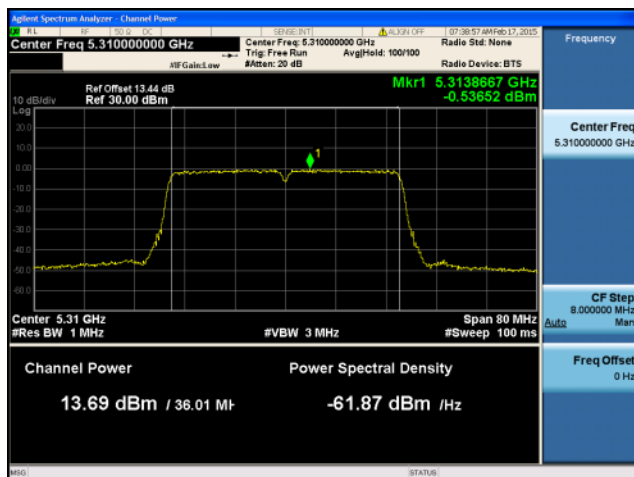 Agilent Spectrum Analyzer - Channel Power
RL RF 50 Ω DC SENSE:INT ALIGN OFF 07:38:57 AM Feb 17, 2015
Center Freq 5.310000000 GHz Center Freq: 5.310000000 GHz Radio Std: None
Trig: Free Run Avg|Hold: 100/100
#IFGain:Low #Atten: 20 dB Radio Device: BTS
Mkr1 5.3138667 GHz
Ref Offset 13.44 dB
10 dB/div Ref 30.00 dBm -0.53652 dBm
Log
20.0
10.0
0.00
-10.0
-20.0
-30.0
-40.0
-50.0
-60.0
1
Center 5.31 GHz Span 80 MHz
#Res BW 1 MHz #VBW 3 MHz #Sweep 100 ms
Channel Power Power Spectral Density
13.69 dBm / 36.01 MH -61.87 dBm /Hz
MSG STATUS
Frequency
Center Freq
5.310000000 GHz
CF Step
8.000000 MHz
Auto Man
Freq Offset
0 Hz